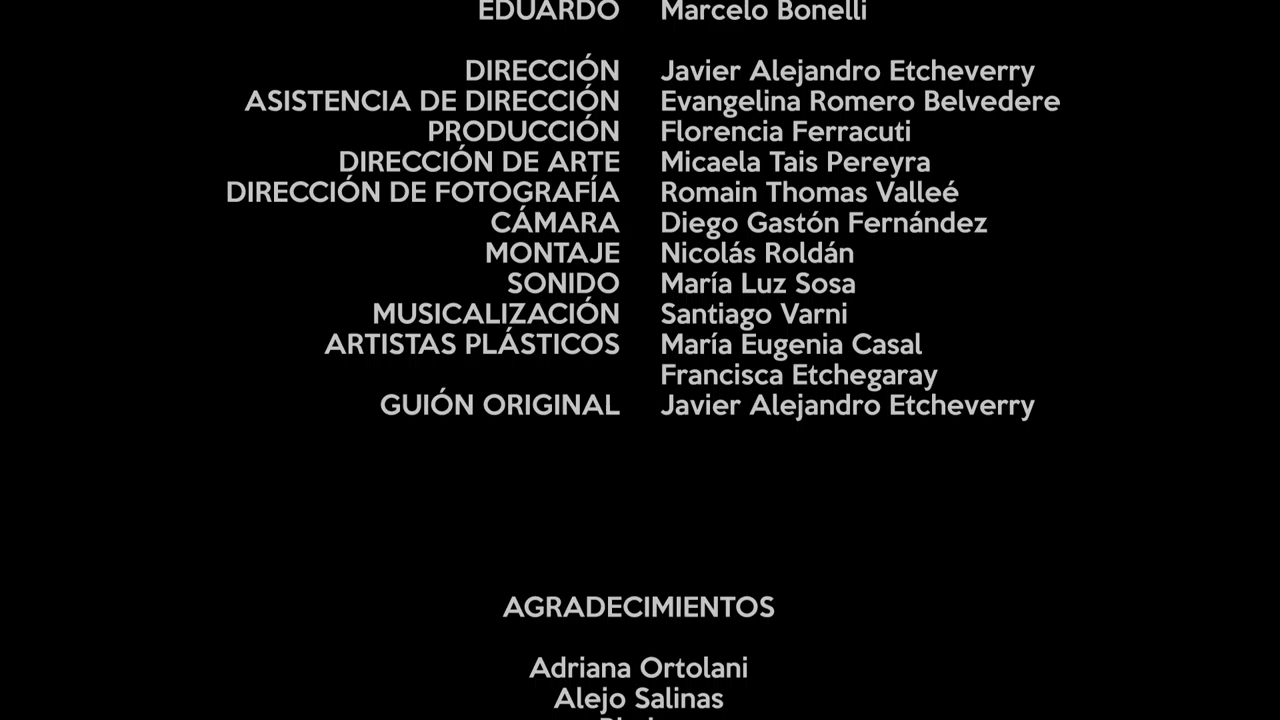 EDUARDO Marcelo Bonelli
DIRECCIÓN Javier Alejandro Etcheverry
ASISTENCIA DE DIRECCIÓN Evangelina Romero Belvedere
PRODUCCIÓN Florencia Ferracuti
DIRECCIÓN DE ARTE Micaela Tais Pereyra
DIRECCIÓN DE FOTOGRAFÍA Romain Thomas Valleé
CÁMARA Diego Gastón Fernández
MONTAJE Nicolás Roldán
SONIDO María Luz Sosa
MUSICALIZACIÓN Santiago Varni
ARTISTAS PLÁSTICOS María Eugenia Casal
Francisca Etchegaray
GUIÓN ORIGINAL Javier Alejandro Etcheverry
AGRADECIMIENTOS
Adriana Ortolani
Alejo Salinas